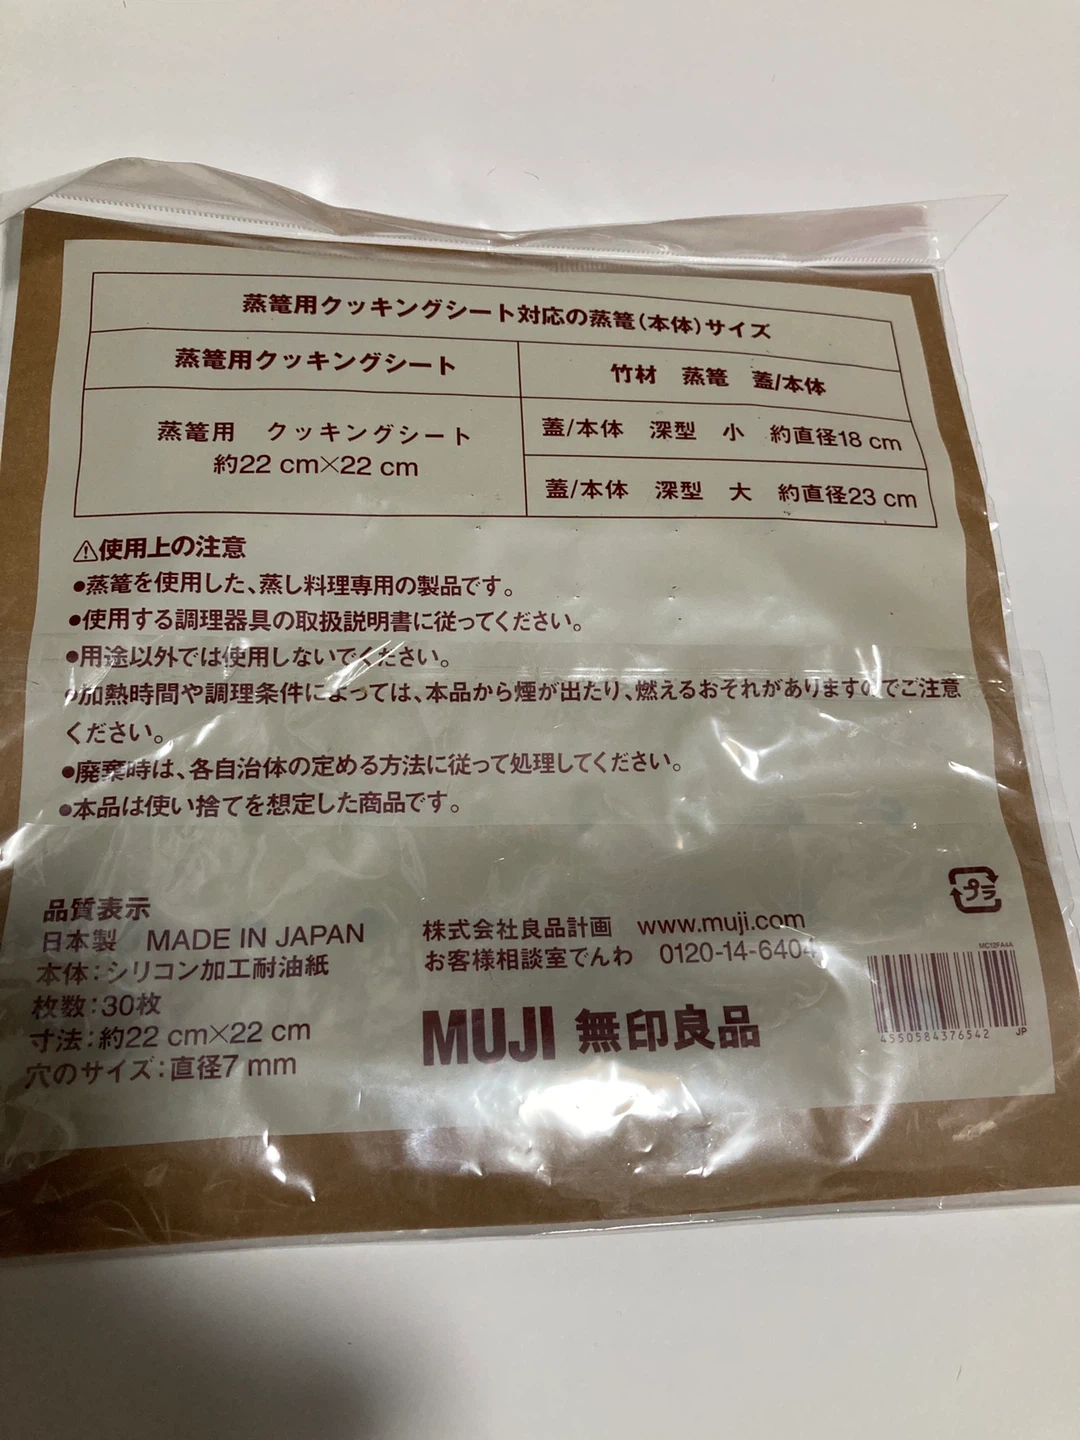 蒸篭用クッキングシート対応の蒸篭(本体)サイズ
蒸篭用クッキングシート
竹材 蒸篭 蓋/本体
蒸篭用 クッキングシート
約22 cm×22 cm
蓋/本体 深型 小 約直径18 cm
蓋/本体 深型 大 約直径23 cm
⚠使用上の注意
●蒸篭を使用した、蒸し料理専用の製品です。
●使用する調理器具の取扱説明書に従ってください。
●用途以外では使用しないでください。
●加熱時間や調理条件によっては、本品から煙が出たり、燃えるおそれがありますのでご注意
ください。
●廃棄時は、各自治体の定める方法に従って処理してください。
●本品は使い捨てを想定した商品です。
品質表示
日本製 MADE IN JAPAN
本体:シリコン加工耐油紙
枚数:30枚
寸法:約22 cm×22 cm
穴のサイズ:直径7 mm
株式会社良品計画 www.muji.com
お客様相談室でんわ 0120-14-6404
MUJI 無印良品
プラ
MC12FA4A
4550584376542
JP